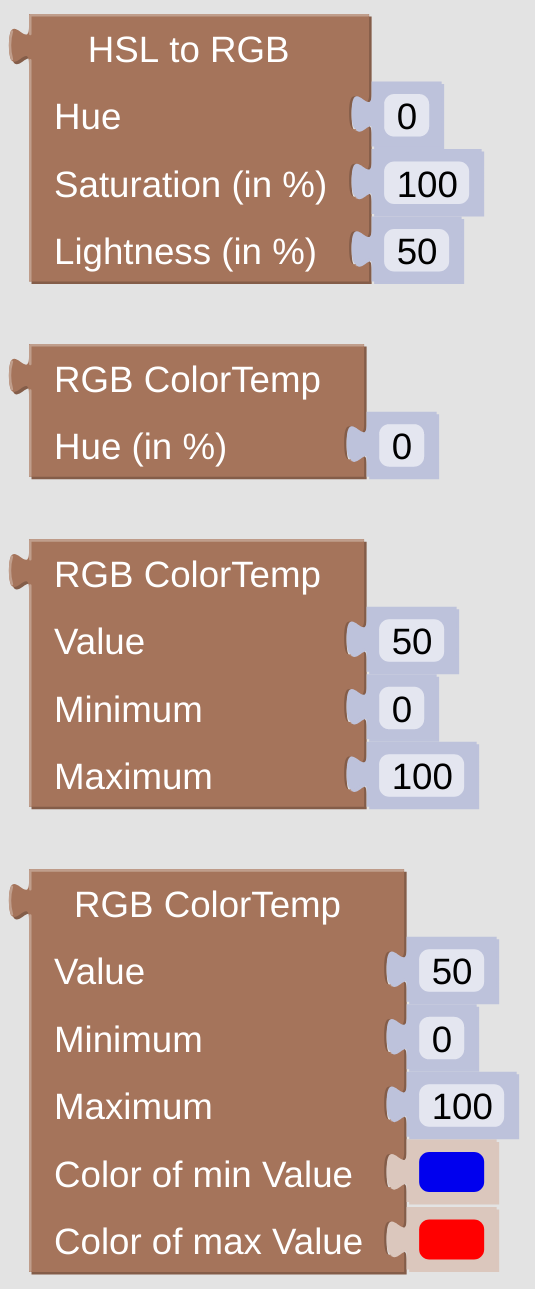 HSL to RGB
Hue 0
Saturation (in %) 100
Lightness (in %) 50
RGB ColorTemp
Hue (in %) 0
RGB ColorTemp
Value 50
Minimum 0
Maximum 100
RGB ColorTemp
Value 50
Minimum 0
Maximum 100
Color of min Value
Color of max Value